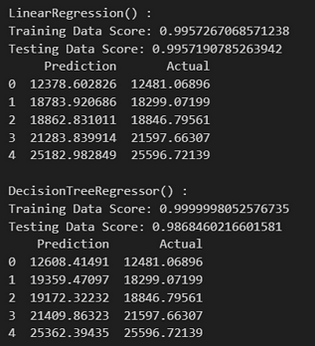 LinearRegression() :
Training Data Score: 0.9957267068571238
Testing Data Score: 0.9957190785263942
Prediction Actual
0 12378.602826 12481.06896
1 18783.920686 18299.07199
2 18862.831011 18846.79561
3 21283.839914 21597.66307
4 25182.982849 25596.72139
DecisionTreeRegressor() :
Training Data Score: 0.9999998052576735
Testing Data Score: 0.9868460216601581
Prediction Actual
0 12608.41491 12481.06896
1 19359.47097 18299.07199
2 19172.32232 18846.79561
3 21409.86323 21597.66307
4 25362.39435 25596.72139